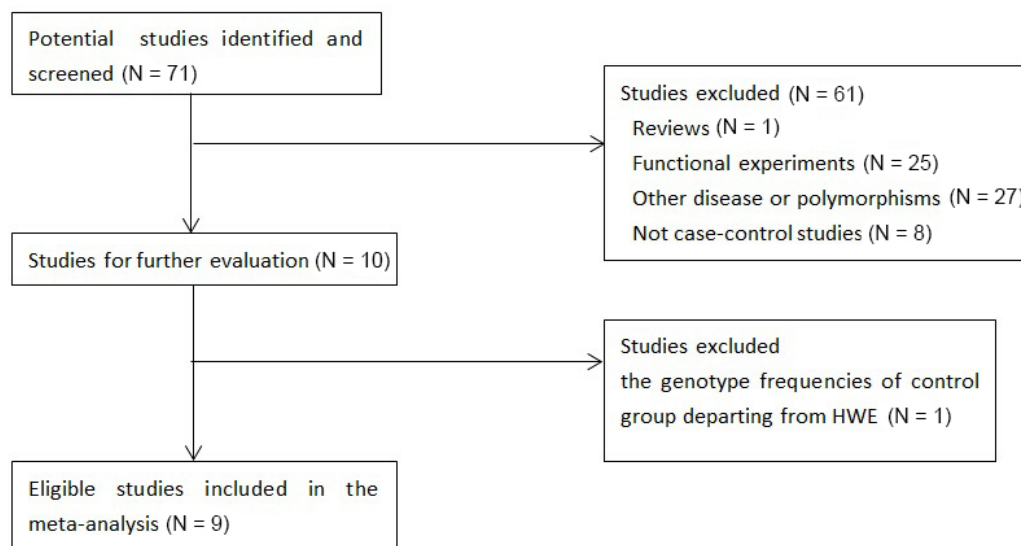 Potential studies identified and
screened (N = 71)
Studies excluded (N = 61)
Reviews (N = 1)
Functional experiments (N = 25)
Other disease or polymorphisms (N = 27)
Not case-control studies (N = 8)
Studies for further evaluation (N = 10)
Studies excluded
the genotype frequencies of control
group departing from HWE (N = 1)
Eligible studies included in the
meta-analysis (N = 9)